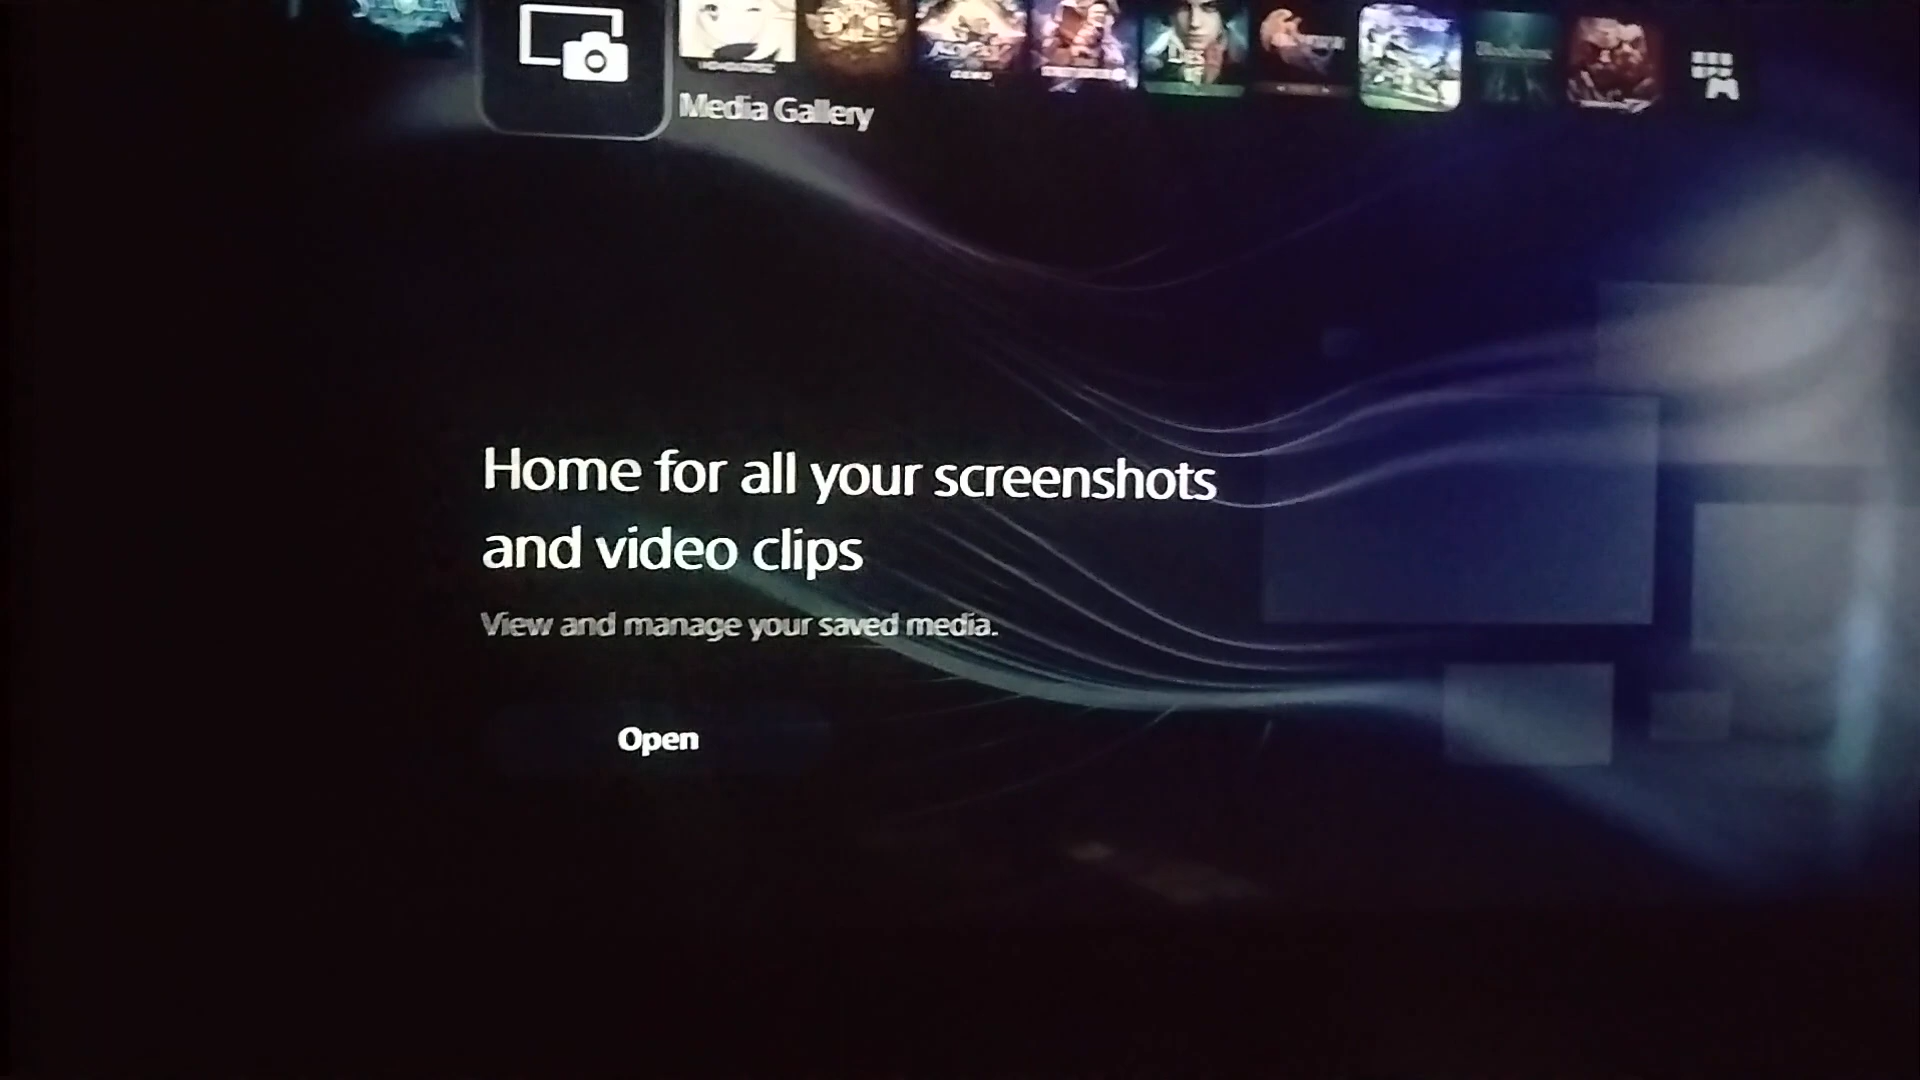 Media Gallery
Home for all your screenshots
and video clips
View and manage your saved media.
Open